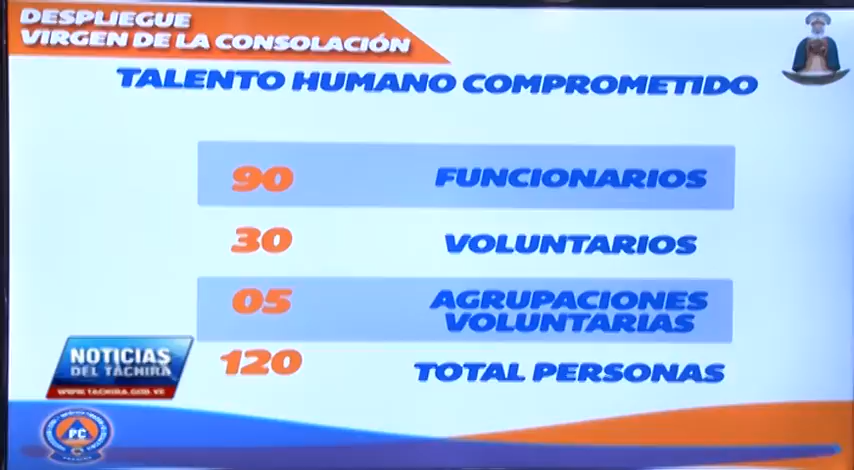 DESPLIEGUE
VIRGEN DE LA CONSOLACIÓN
TALENTO HUMANO COMPROMETIDO
90 FUNCIONARIOS
30 VOLUNTARIOS
05 AGRUPACIONES
VOLUNTARIAS
120 TOTAL PERSONAS
NOTICIAS
DEL TÁCHIRA
WWW.TACHIRA.GOB.VE
PC